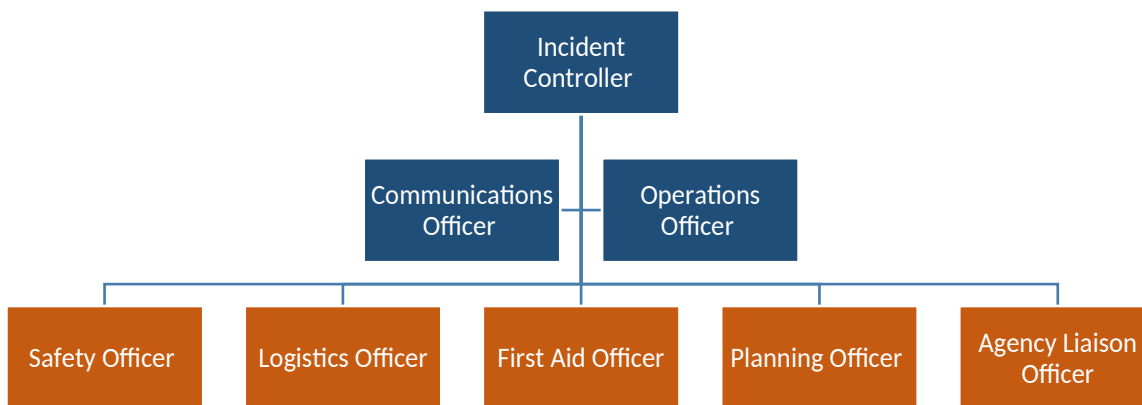 Incident
Controller
Communications
Officer
Operations
Officer
Safety Officer
Logistics Officer
First Aid Officer
Planning Officer
Agency Liaison
Officer